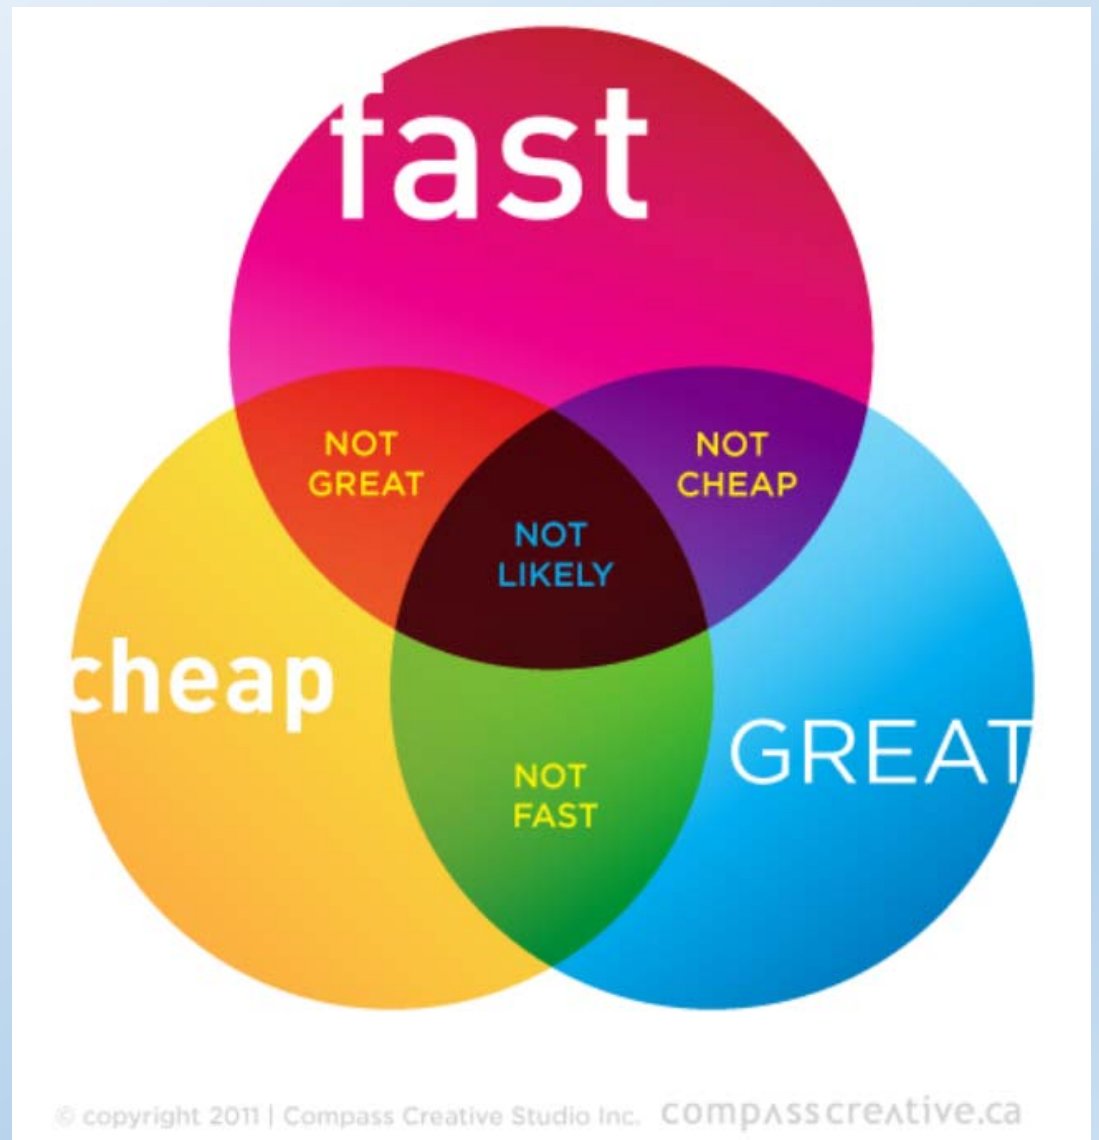 fast
NOT
GREAT
NOT
CHEAP
NOT
LIKELY
cheap
GREAT
NOT
FAST
© copyright 2011 | Compass Creative Studio Inc. compasscreative.ca